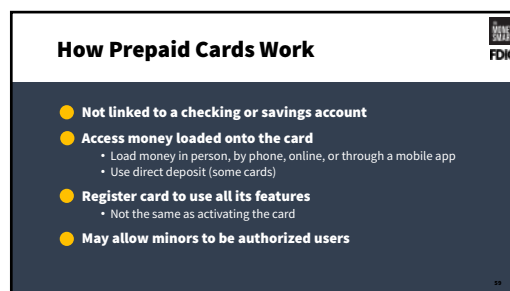 How Prepaid Cards Work
FDIC
Not linked to a checking or savings account
Access money loaded onto the card
• Load money in person, by phone, online, or through a mobile app
• Use direct deposit (some cards)
Register card to use all its features
• Not the same as activating the card
May allow minors to be authorized users